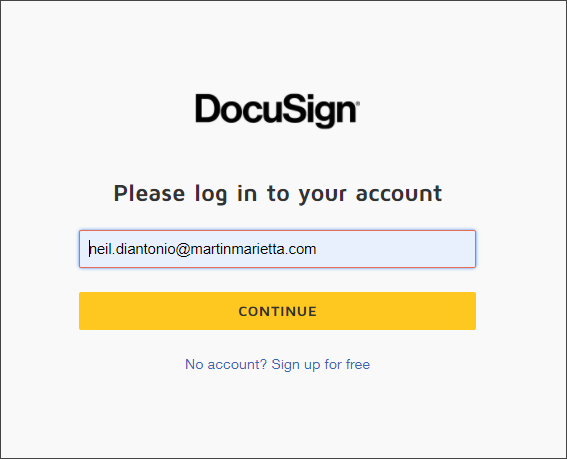 DocuSign®
Please log in to your account
neil.diantonio@martinmarietta.com
CONTINUE
No account? Sign up for free